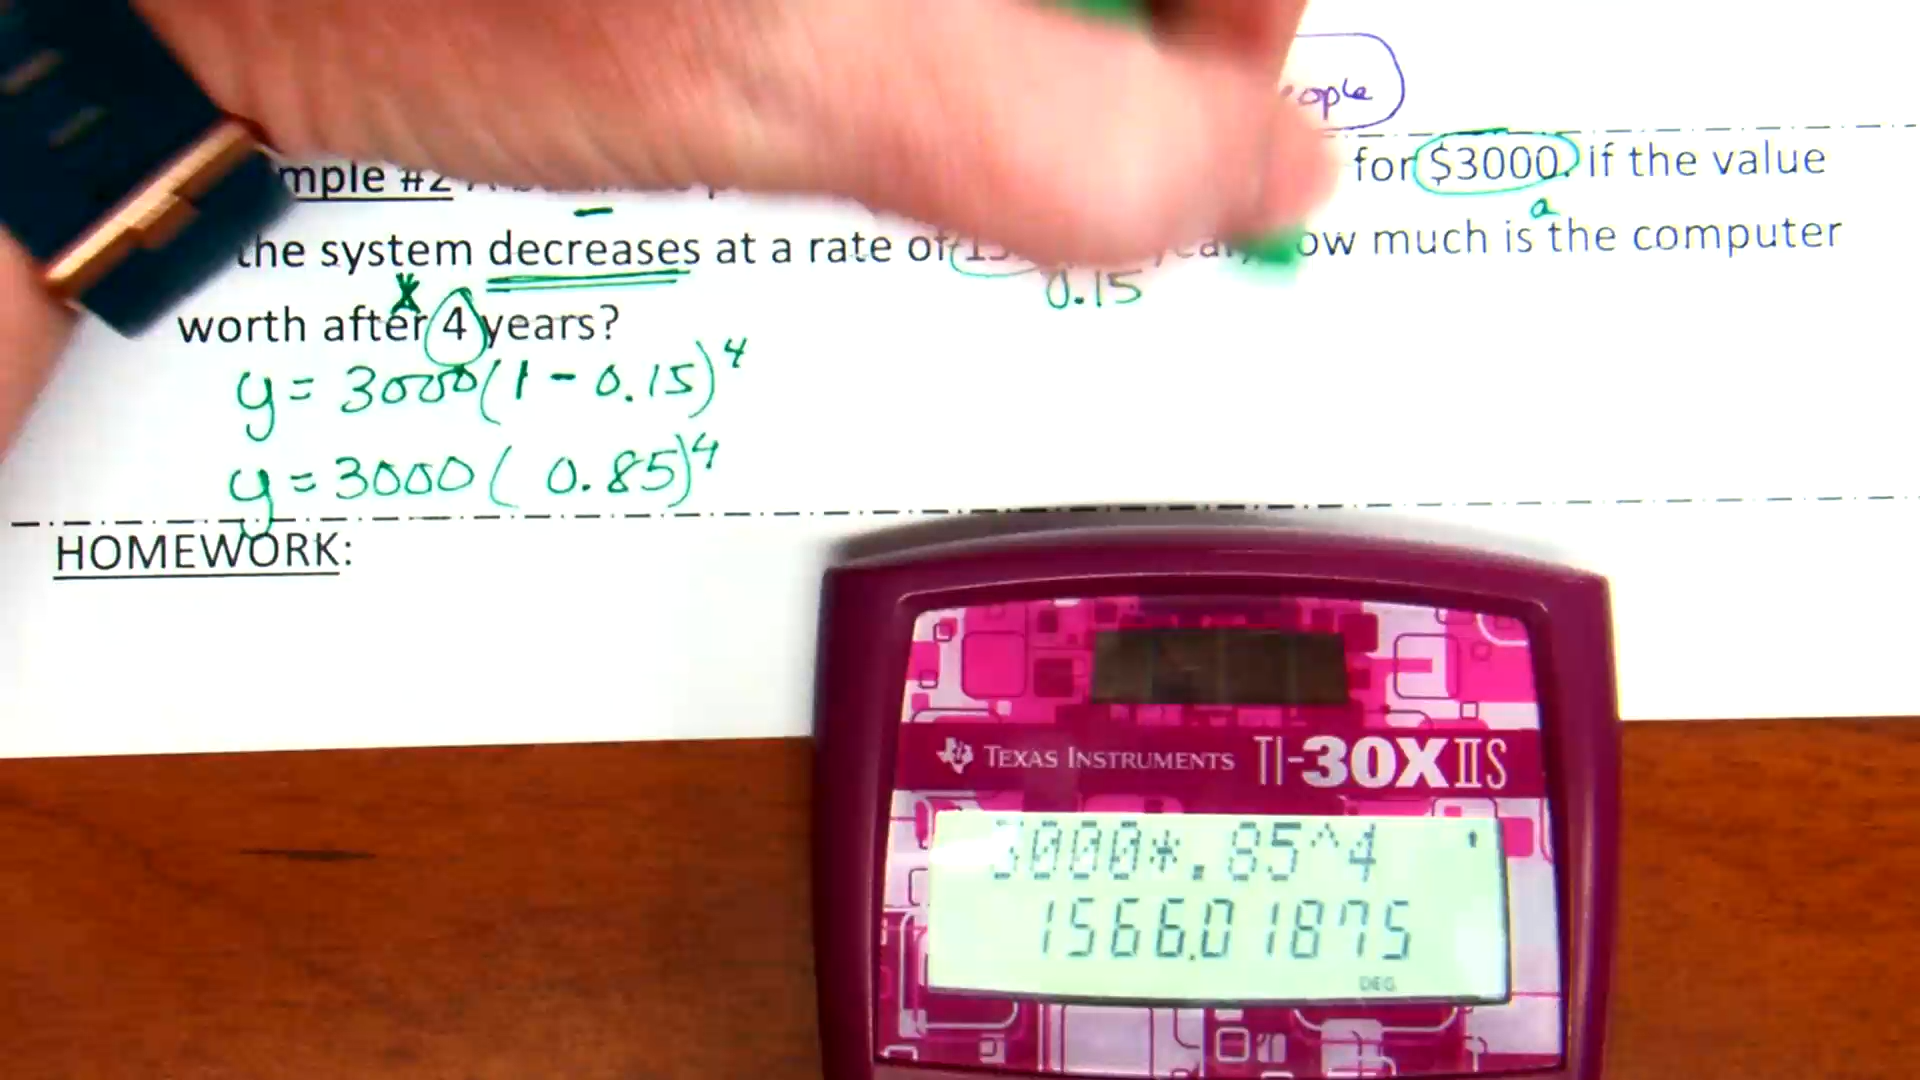 ople
mple #2 for $3000. if the value
a
the system decreases at a rate of ow much is the computer
0.15
x
worth after 4 years?
y = 3000(1 - 0.15)^4
y = 3000( 0.85)^4
HOMEWORK:
TEXAS INSTRUMENTS TI-30X IIS
3000*.85^4
1566.01875
DEG